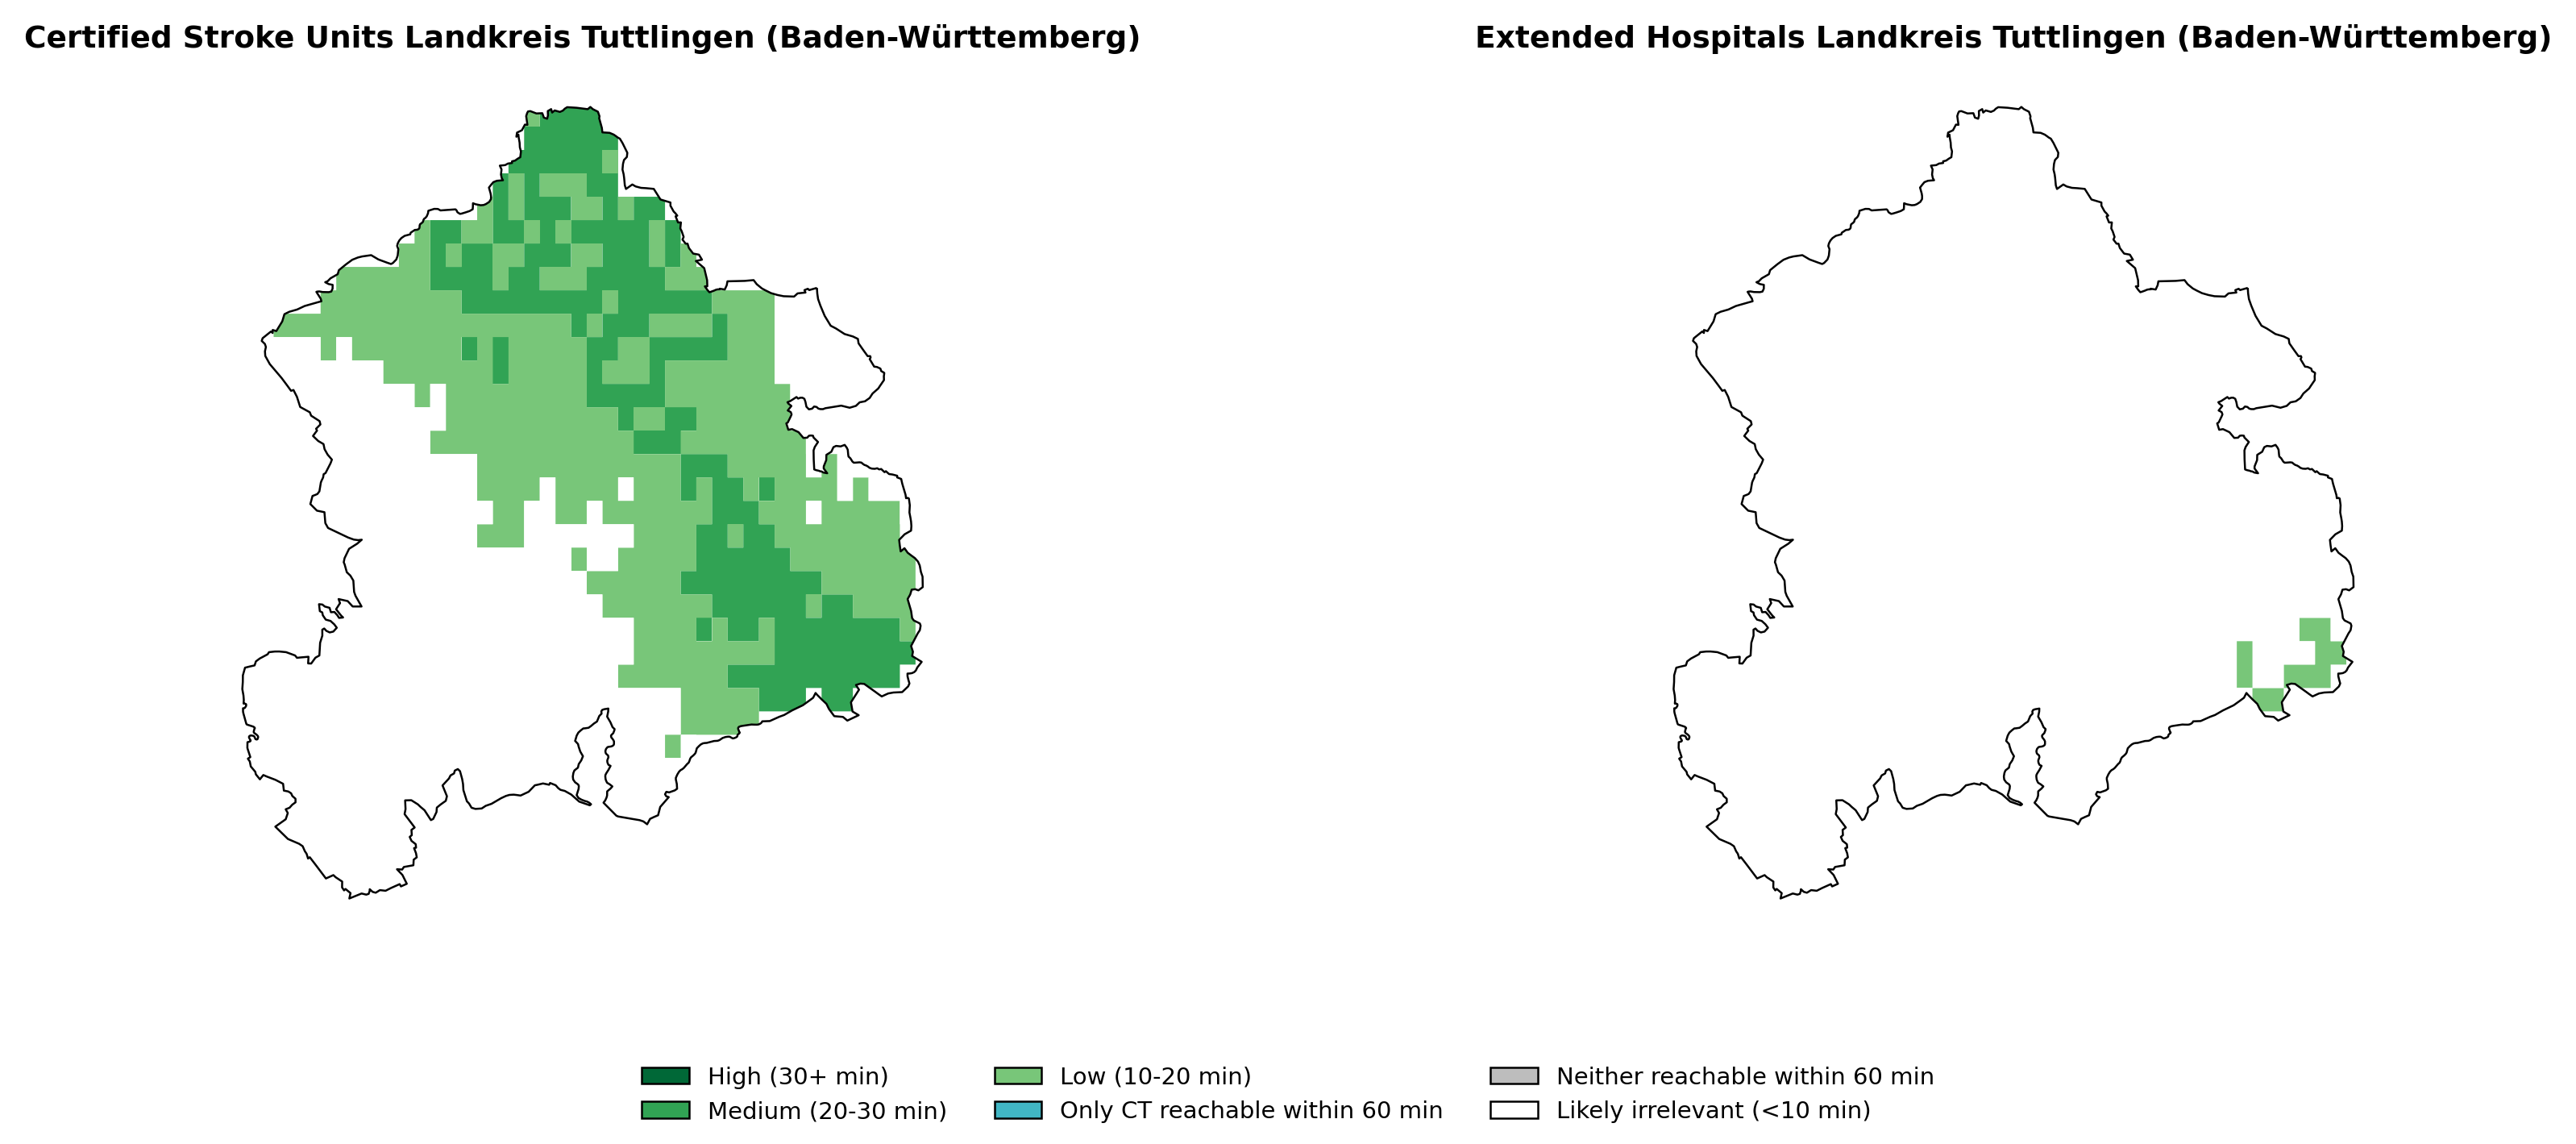 Certified Stroke Units Landkreis Tuttlingen (Baden-Württemberg)
Extended Hospitals Landkreis Tuttlingen (Baden-Württemberg)
High (30+ min)
Medium (20-30 min)
Low (10-20 min)
Only CT reachable within 60 min
Neither reachable within 60 min
Likely irrelevant (<10 min)